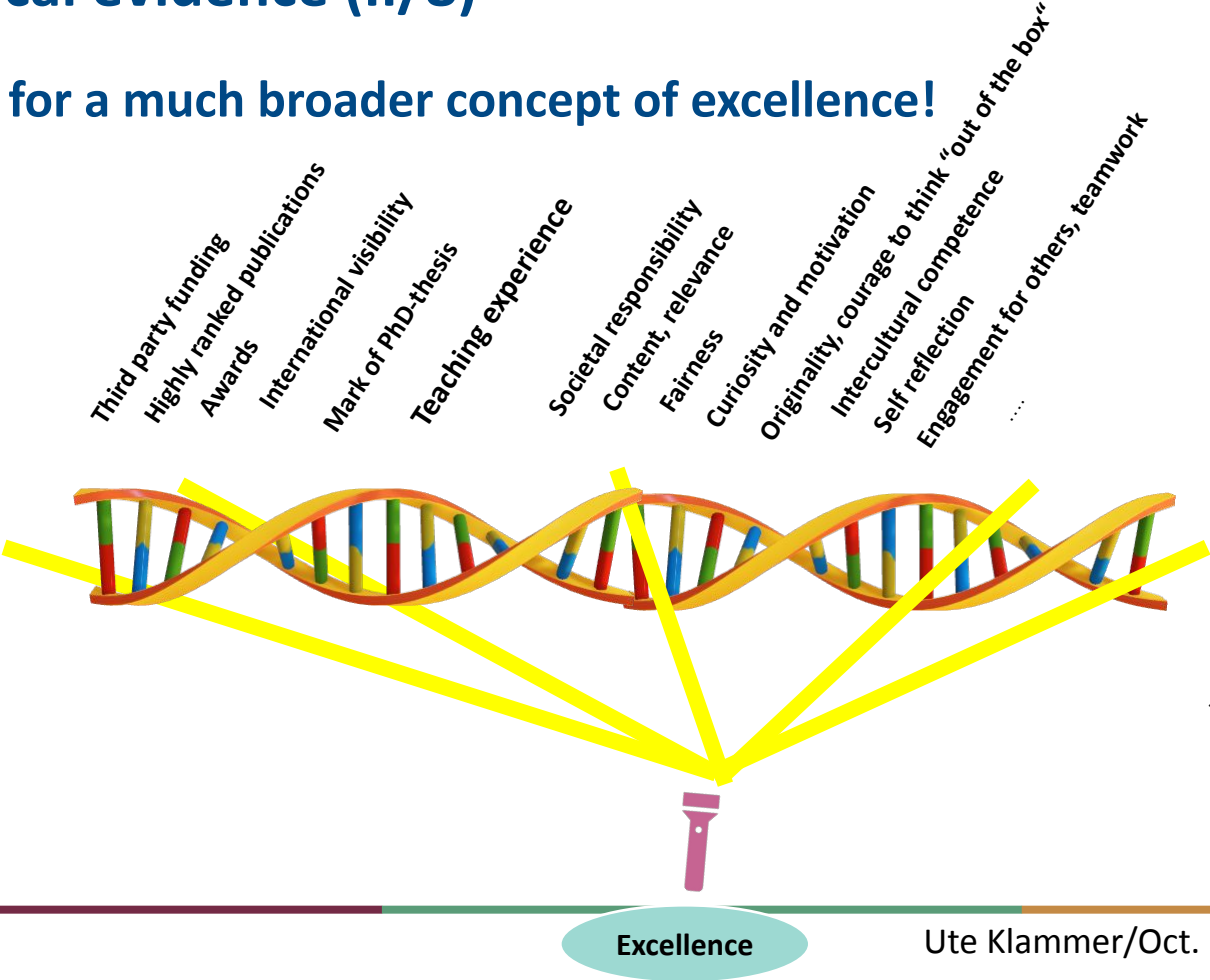 for a much broader concept of excellence!
Third party funding
Highly ranked publications
Awards
International visibility
Mark of PhD-thesis
Teaching experience
Societal responsibility
Content, relevance
Fairness
Curiosity and motivation
Originality, courage to think “out of the box“
Intercultural competence
Self reflection
Engagement for others, teamwork
....
Excellence
Ute Klammer/Oct.